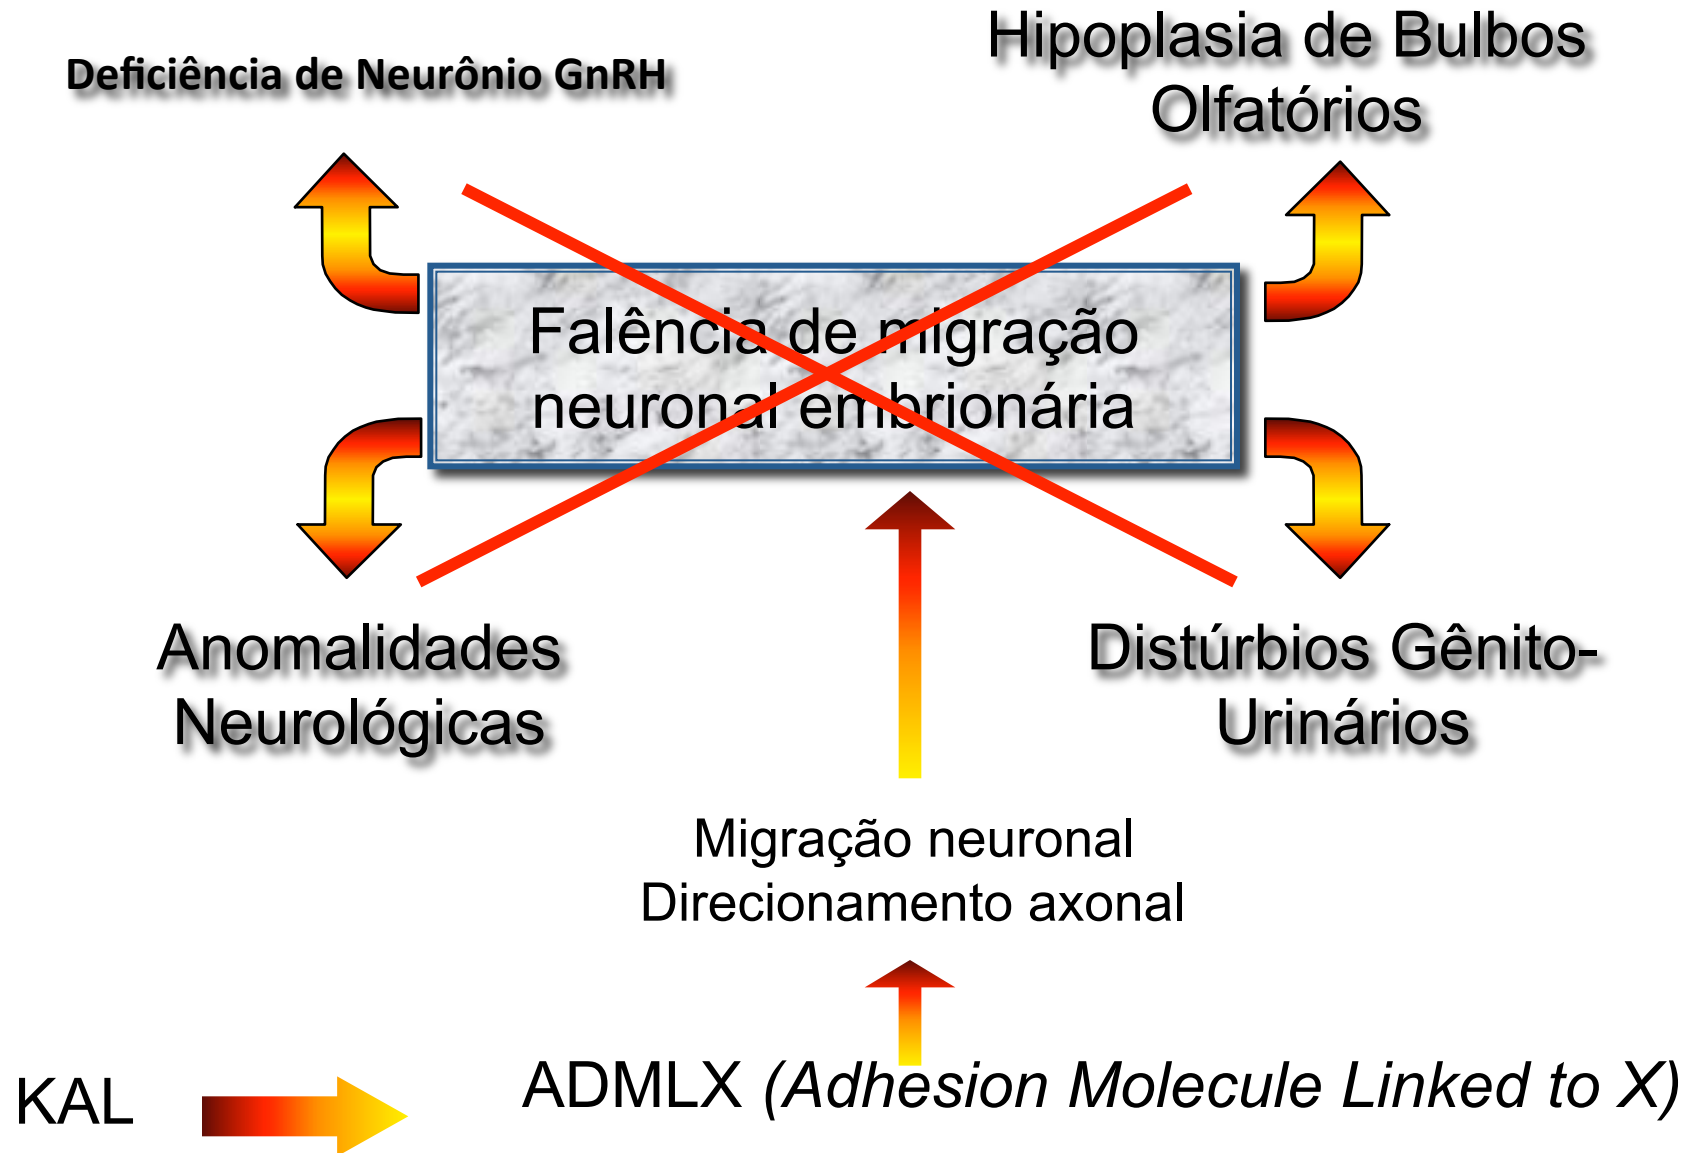 Deficiência de Neurônio GnRH
Hipoplasia de Bulbos
Olfatórios
Falência de migração
neuronal embrionária
Anomalidades
Neurológicas
Distúrbios Gênito-
Urinários
Migração neuronal
Direcionamento axonal
KAL
ADMLX (Adhesion Molecule Linked to X)